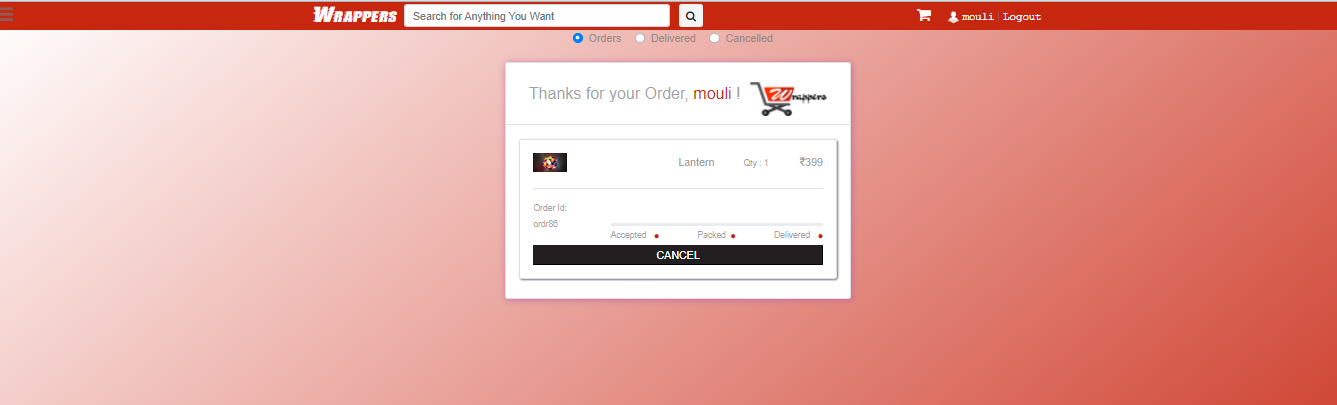 WRAPPERS Search for Anything You Want mouli | Logout
Orders Delivered Cancelled
Thanks for your Order, mouli ! Wrappers
Lantern Qty : 1 ₹399
Order Id:
ordr86
Accepted Packed Delivered
CANCEL